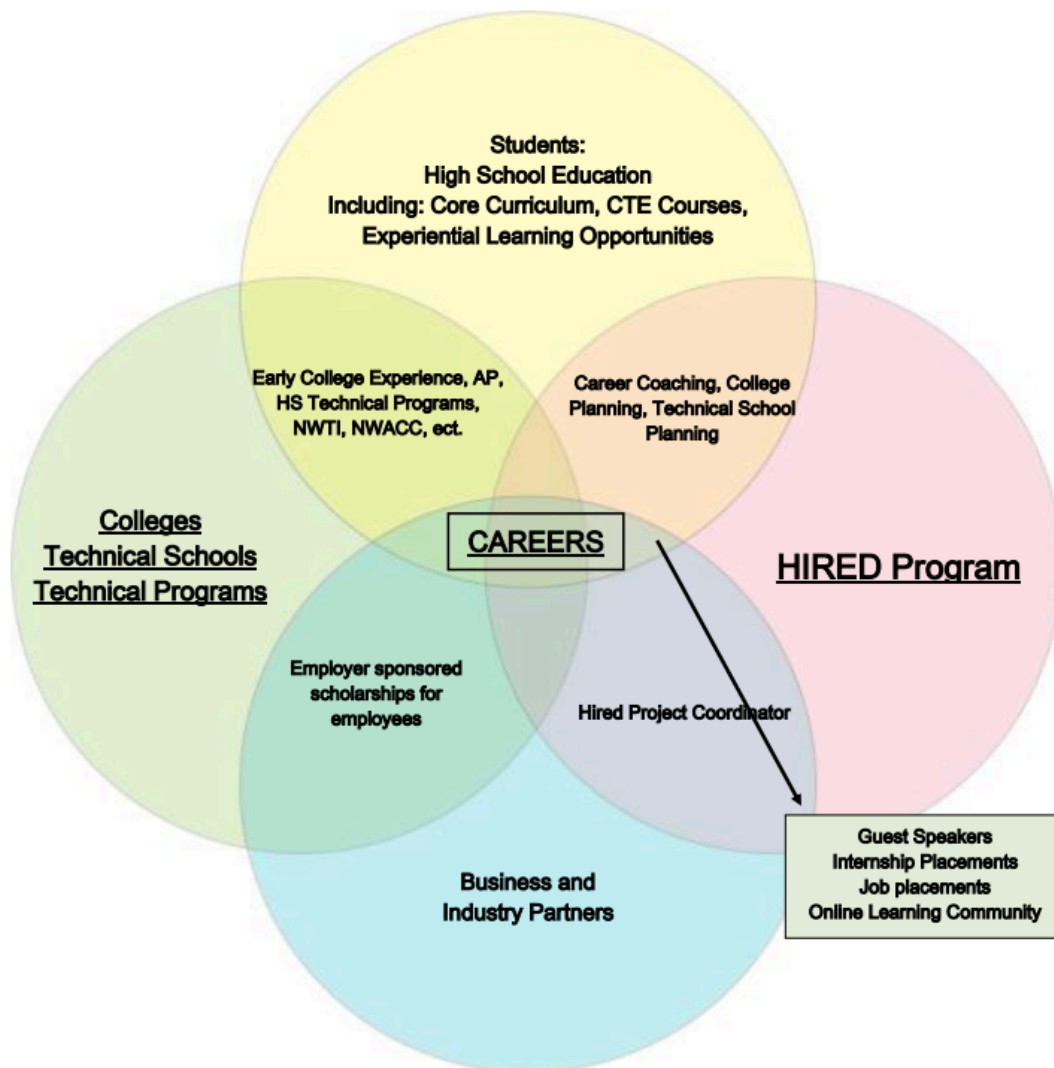 Students:
High School Education
Including: Core Curriculum, CTE Courses,
Experiential Learning Opportunities
Early College Experience, AP,
HS Technical Programs,
NWTI, NWACC, ect.
Career Coaching, College
Planning, Technical School
Planning
Colleges
Technical Schools
Technical Programs
CAREERS
HIRED Program
Employer sponsored
scholarships for
employees
Hired Project Coordinator
Business and
Industry Partners
Guest Speakers
Internship Placements
Job placements
Online Learning Community